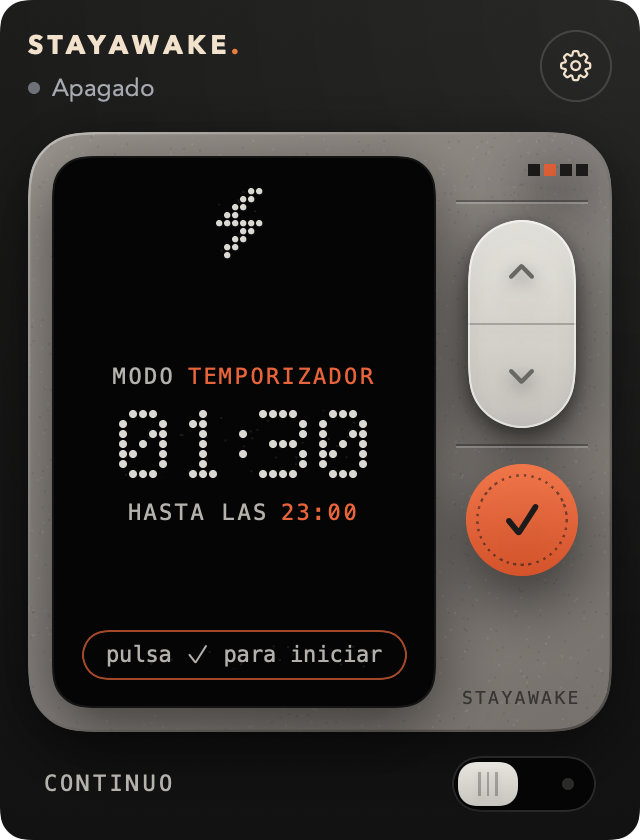 STAYAWAKE.
Apagado
MODO TEMPORIZADOR
01:30
HASTA LAS 23:00
pulsa ✓ para iniciar
STAYAWAKE
CONTINUO